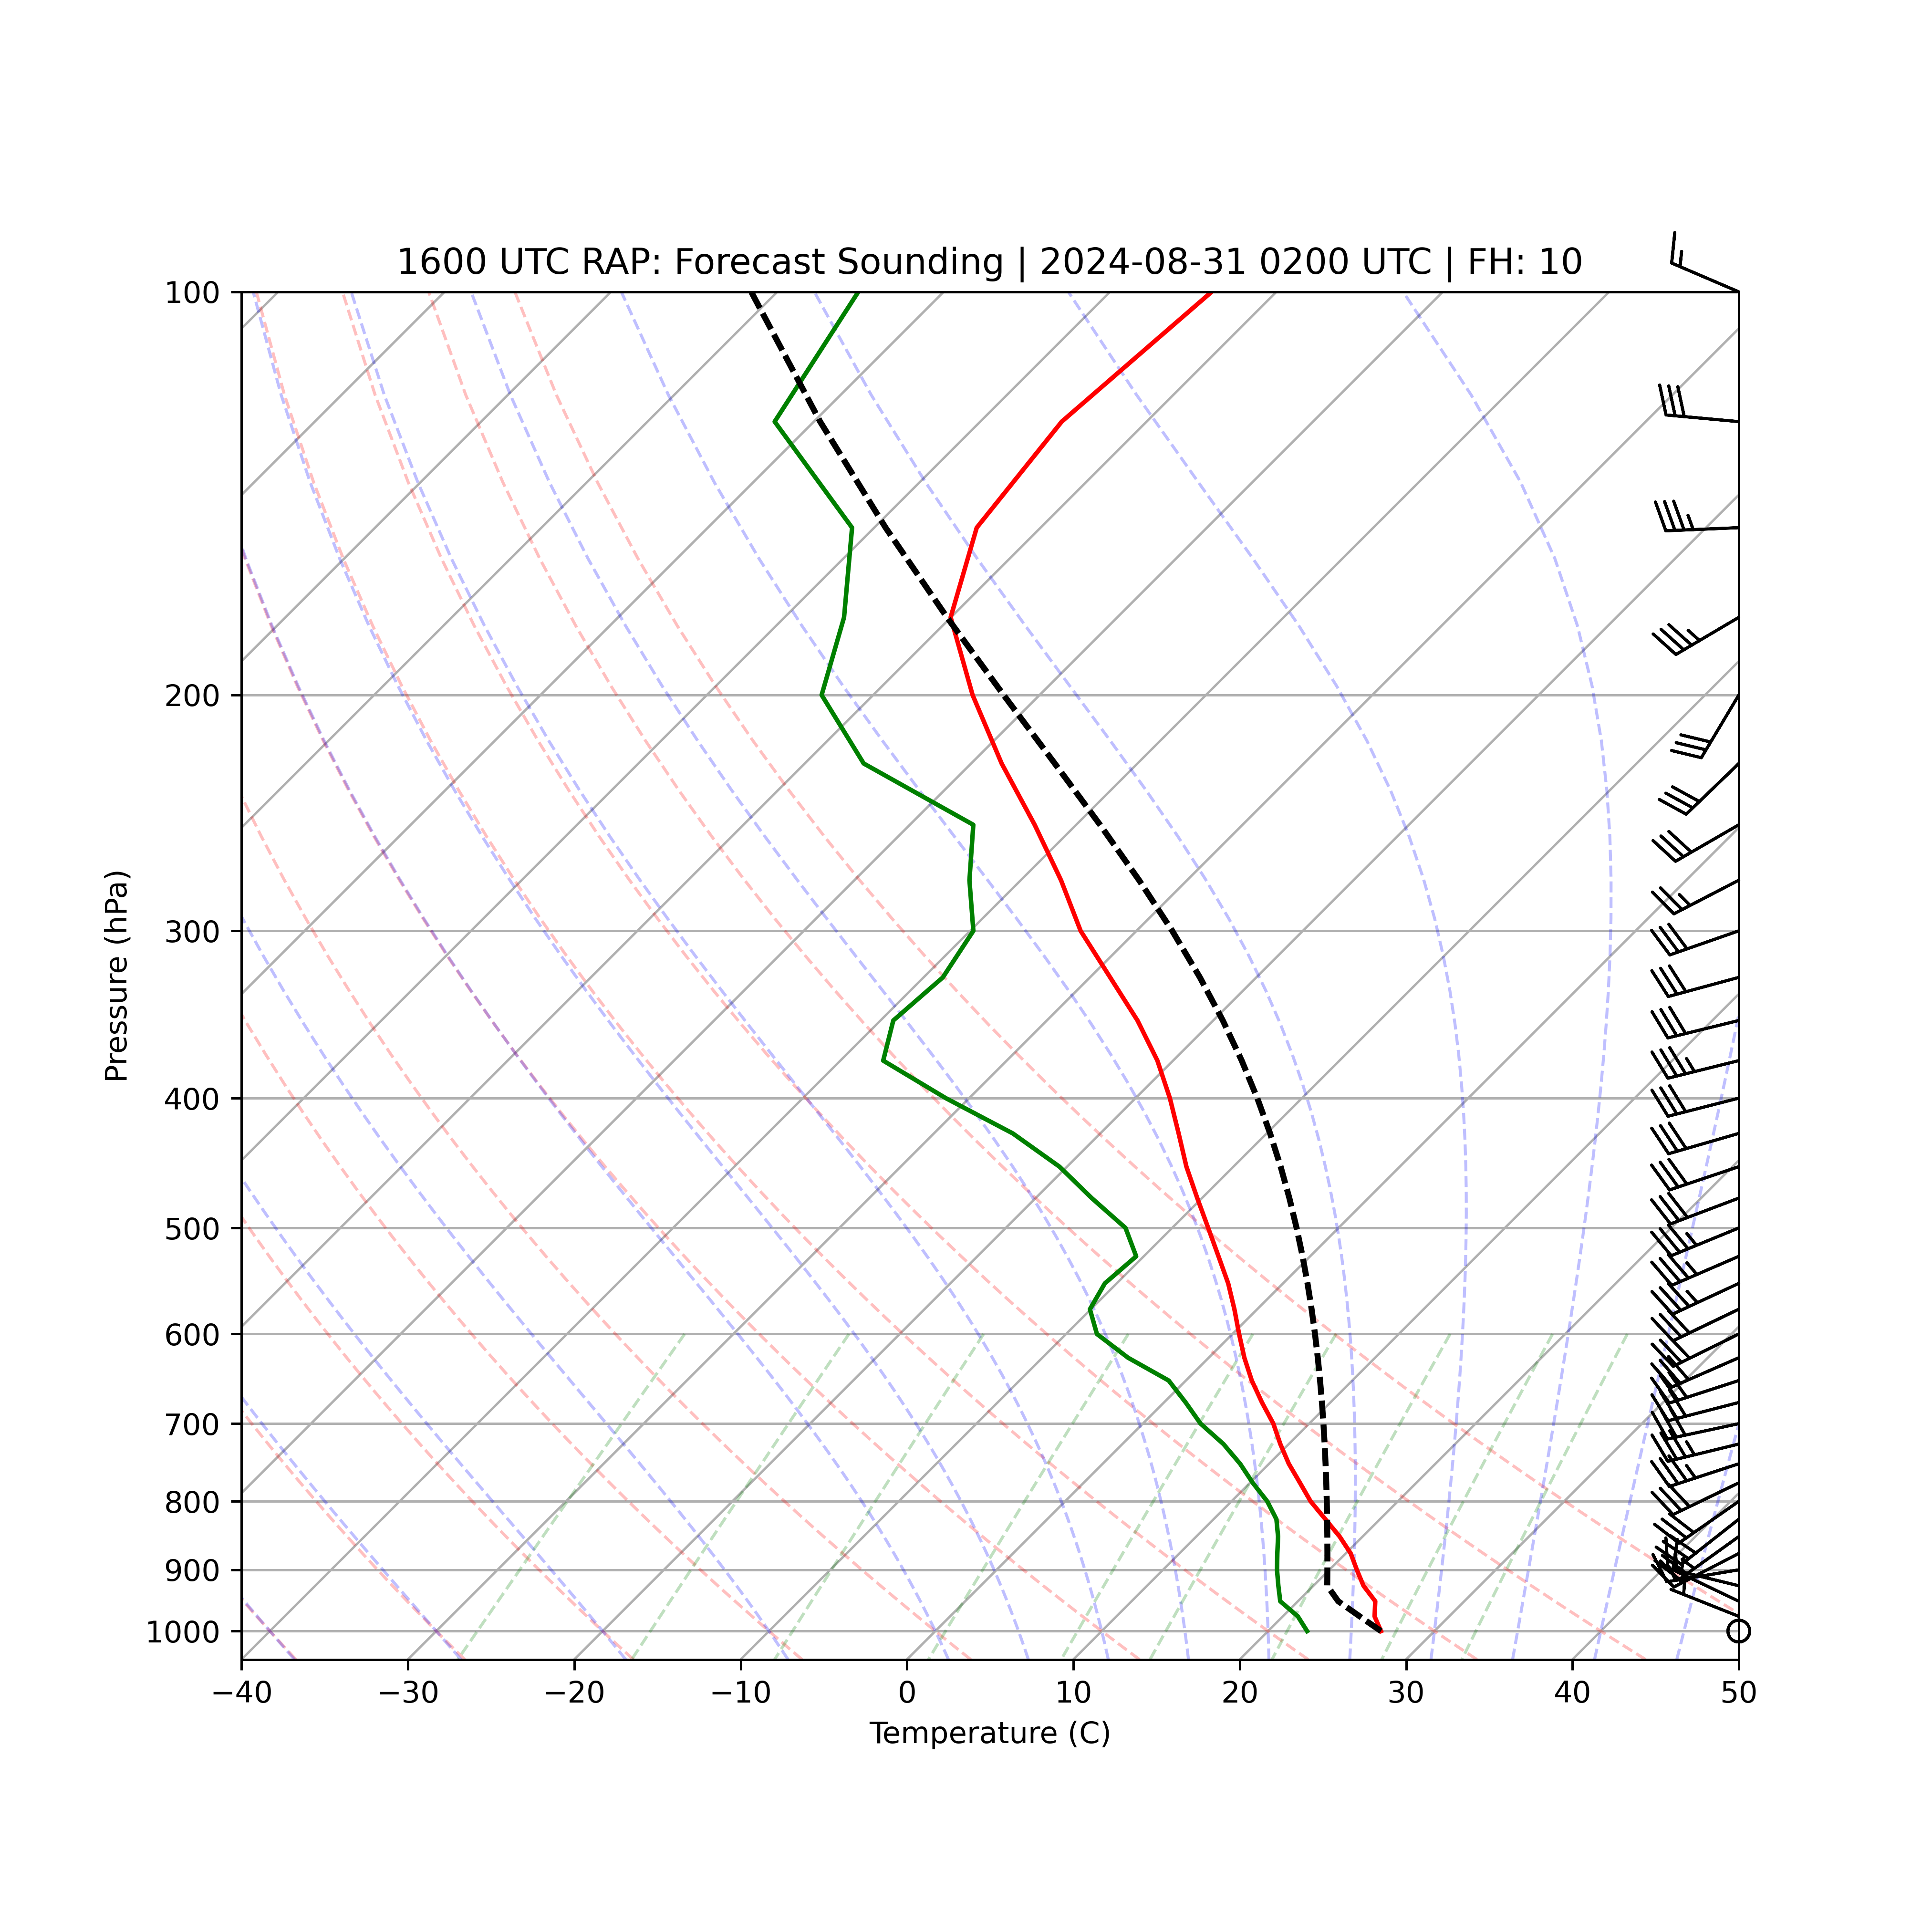 1600 UTC RAP: Forecast Sounding | 2024-08-31 0200 UTC | FH: 10
100
200
300
400
500
600
700
800
900
1000
Pressure (hPa)
−40 −30 −20 −10 0 10 20 30 40 50
Temperature (C)